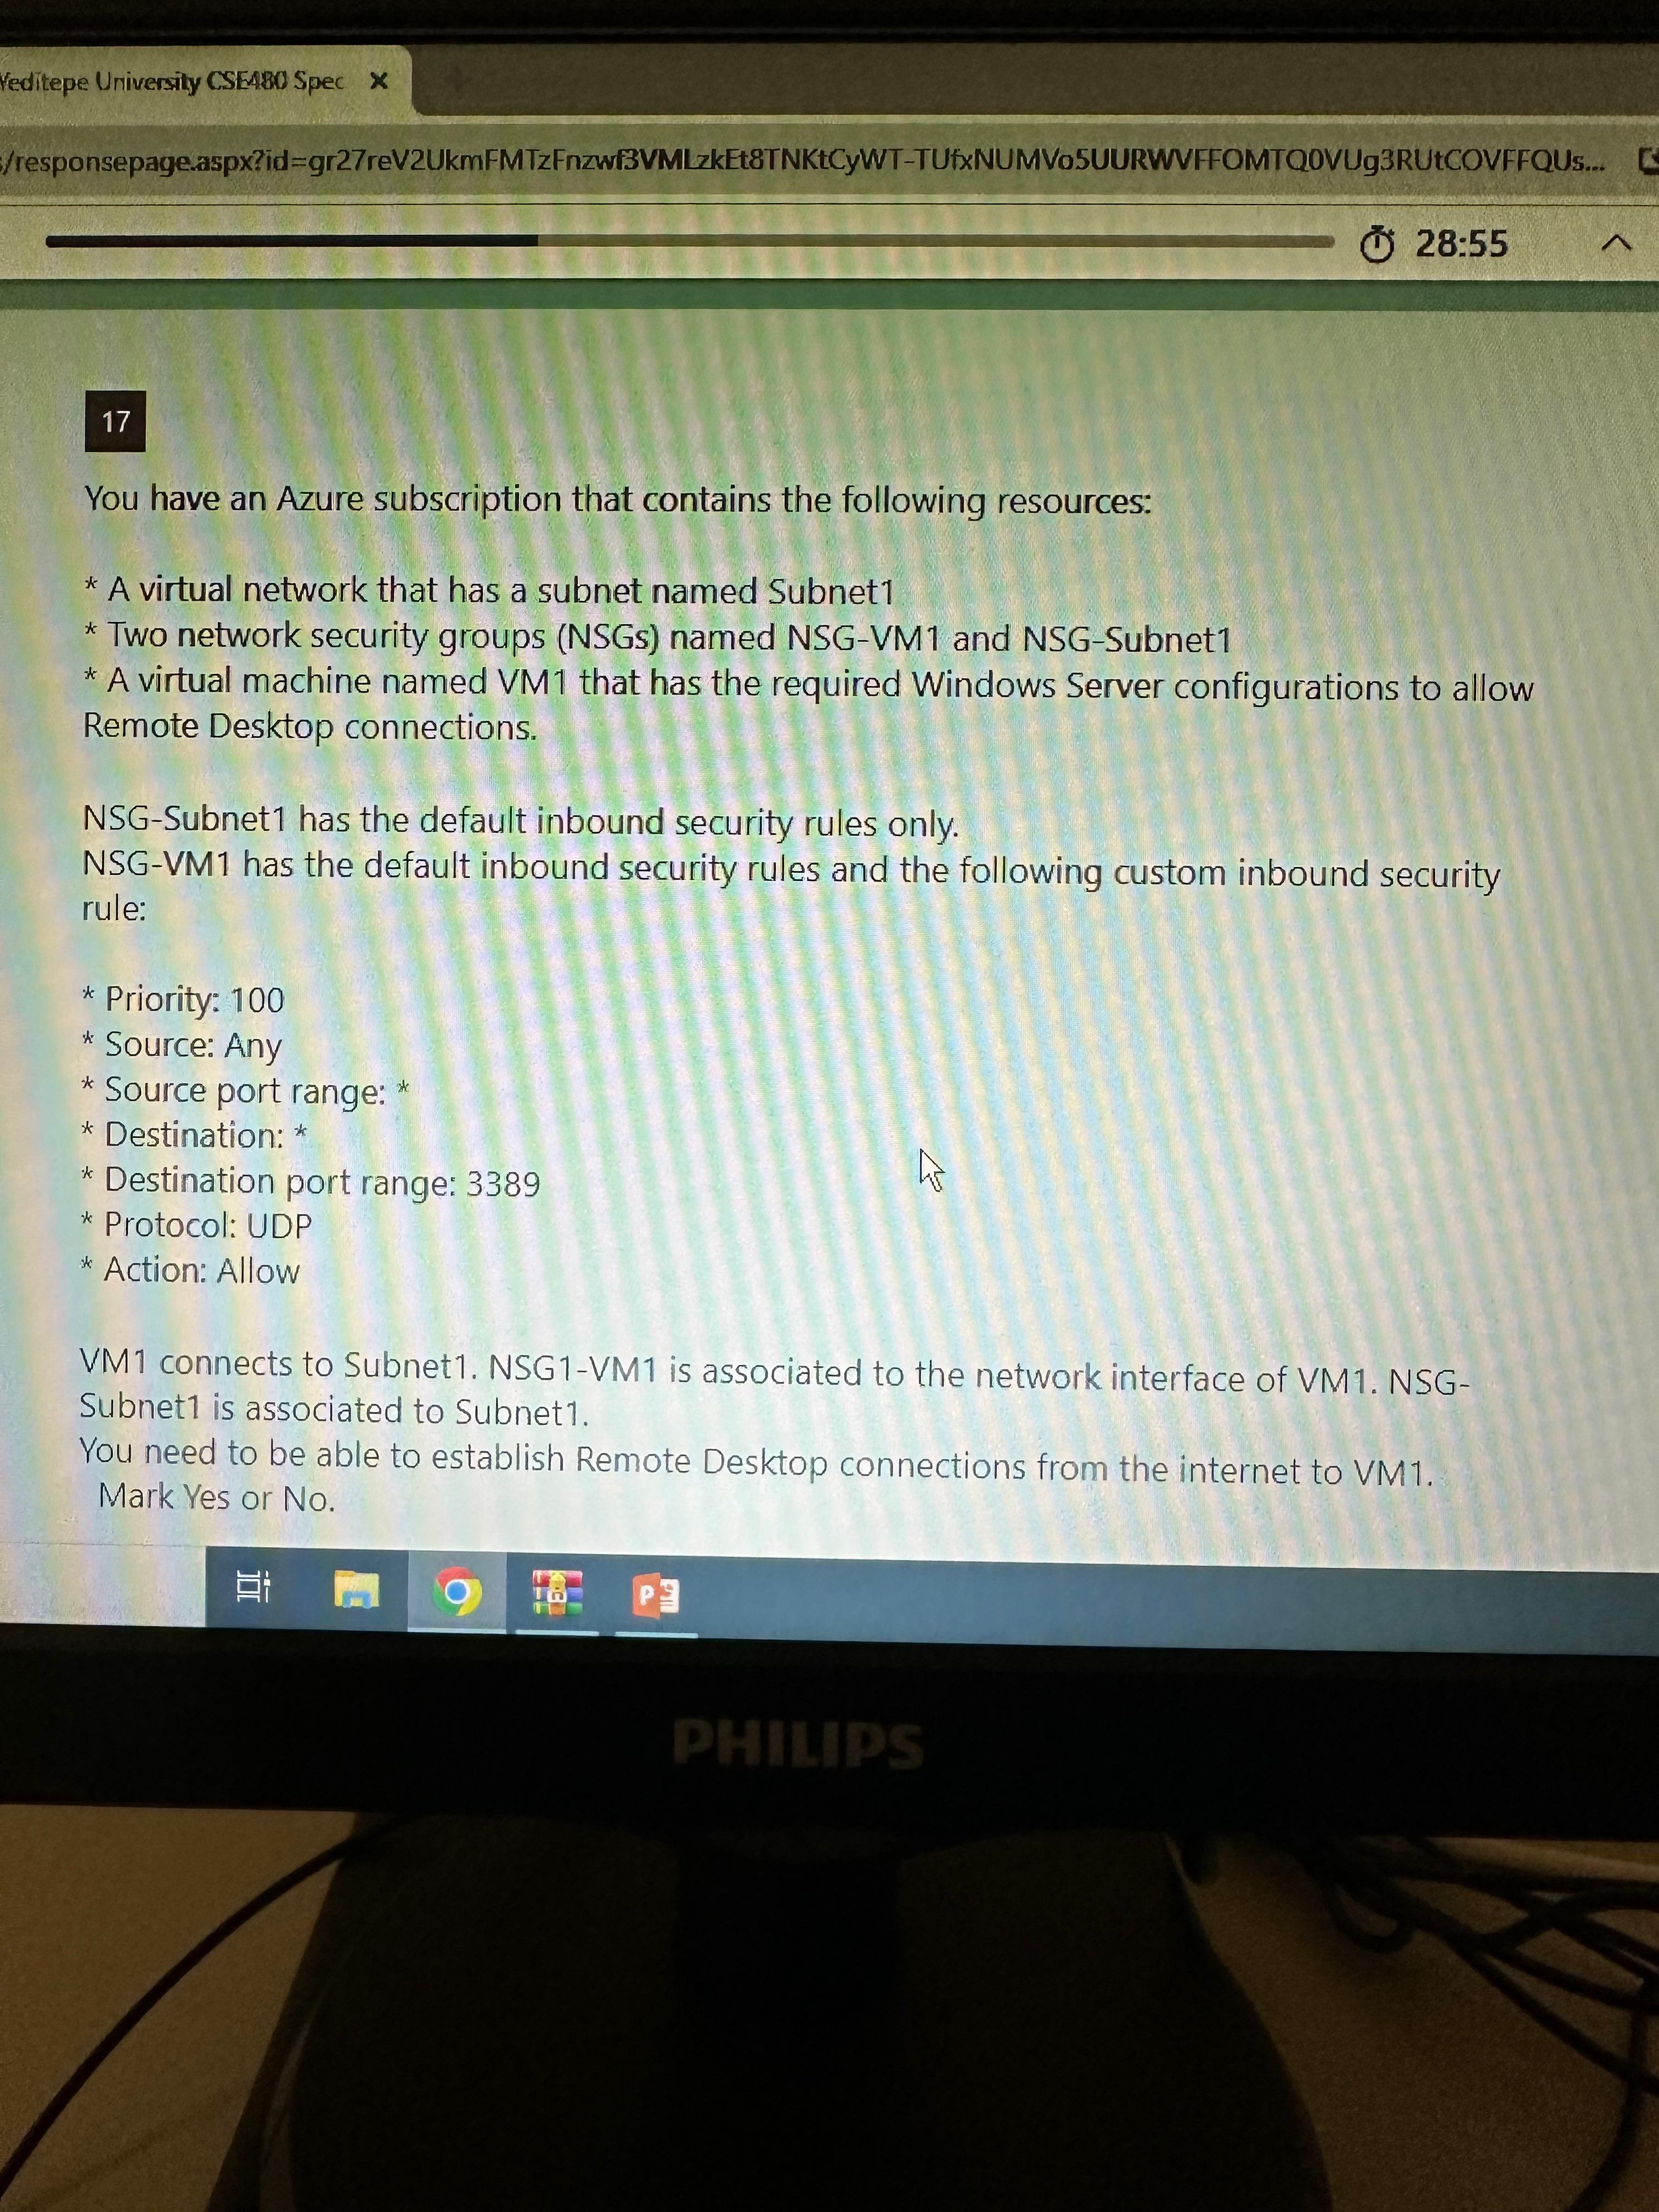 Yeditepe University CSE480 Spec
/responsepage.aspx?id=gr27reV2UkmFMTzFnzwf3VMLzkEt8TNKtCyWT-TUfxNUMVo5UURWVFFOMTQ0VUg3RUtCOVFFQUs...
28:55
17
You have an Azure subscription that contains the following resources:
* A virtual network that has a subnet named Subnet1
* Two network security groups (NSGs) named NSG-VM1 and NSG-Subnet1
* A virtual machine named VM1 that has the required Windows Server configurations to allow
Remote Desktop connections.
NSG-Subnet1 has the default inbound security rules only.
NSG-VM1 has the default inbound security rules and the following custom inbound security
rule:
* Priority: 100
* Source: Any
* Source port range: *
* Destination: *
* Destination port range: 3389
* Protocol: UDP
* Action: Allow
VM1 connects to Subnet1. NSG1-VM1 is associated to the network interface of VM1. NSG-
Subnet1 is associated to Subnet1.
You need to be able to establish Remote Desktop connections from the internet to VM1.
Mark Yes or No.
PHILIPS